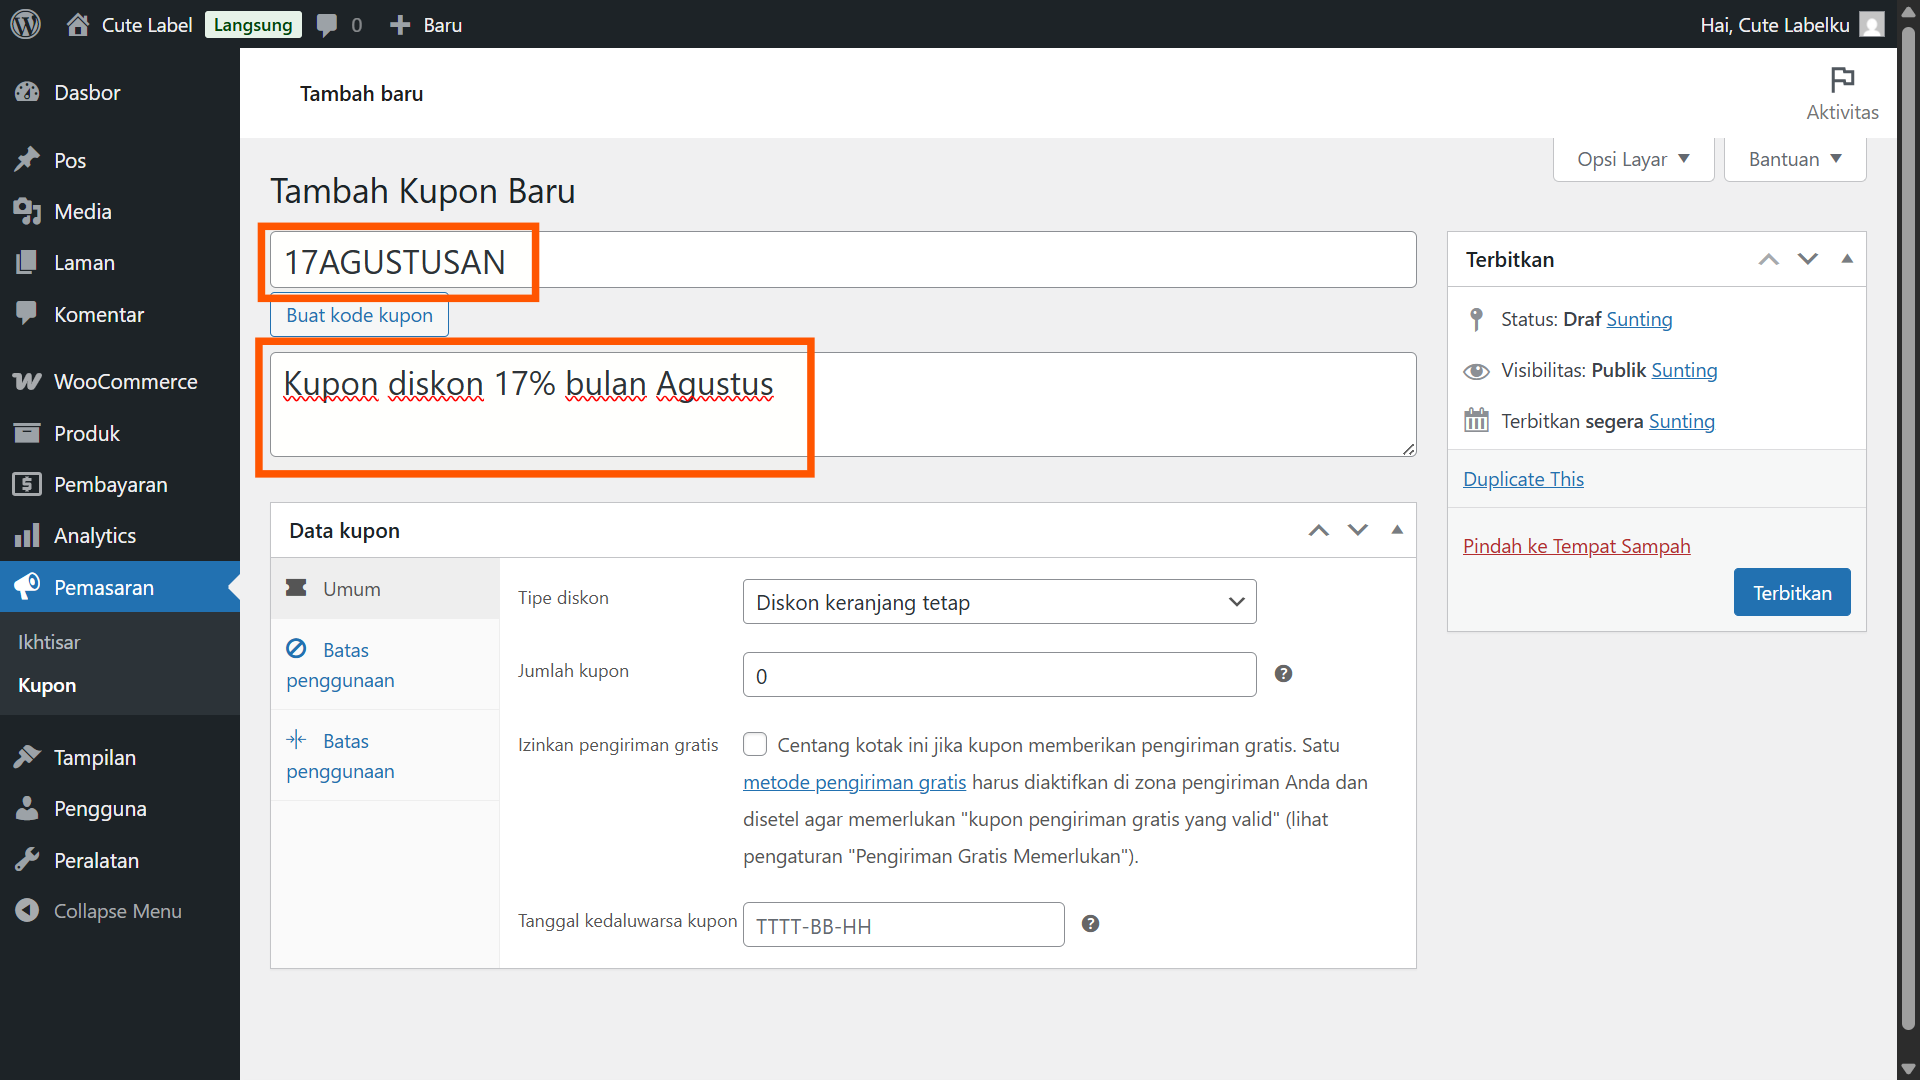 Cute Label Langsung 0 Baru
Hai, Cute Labelku
Dasbor
Pos
Media
Laman
Komentar
WooCommerce
Produk
Pembayaran
Analytics
Pemasaran
Ikhtisar
Kupon
Tampilan
Pengguna
Peralatan
Collapse Menu
Tambah baru
Aktivitas
Opsi Layar
Bantuan
Tambah Kupon Baru
17AGUSTUSAN
Buat kode kupon
Kupon diskon 17% bulan Agustus
Data kupon
Umum
Batas
penggunaan
Batas
penggunaan
Tipe diskon
Diskon keranjang tetap
Jumlah kupon
0
Izinkan pengiriman gratis
Centang kotak ini jika kupon memberikan pengiriman gratis. Satu
metode pengiriman gratis harus diaktifkan di zona pengiriman Anda dan
disetel agar memerlukan "kupon pengiriman gratis yang valid" (lihat
pengaturan "Pengiriman Gratis Memerlukan").
Tanggal kedaluwarsa kupon
TTTT-BB-HH
Terbitkan
Status: Draf Sunting
Visibilitas: Publik Sunting
Terbitkan segera Sunting
Duplicate This
Pindah ke Tempat Sampah
Terbitkan